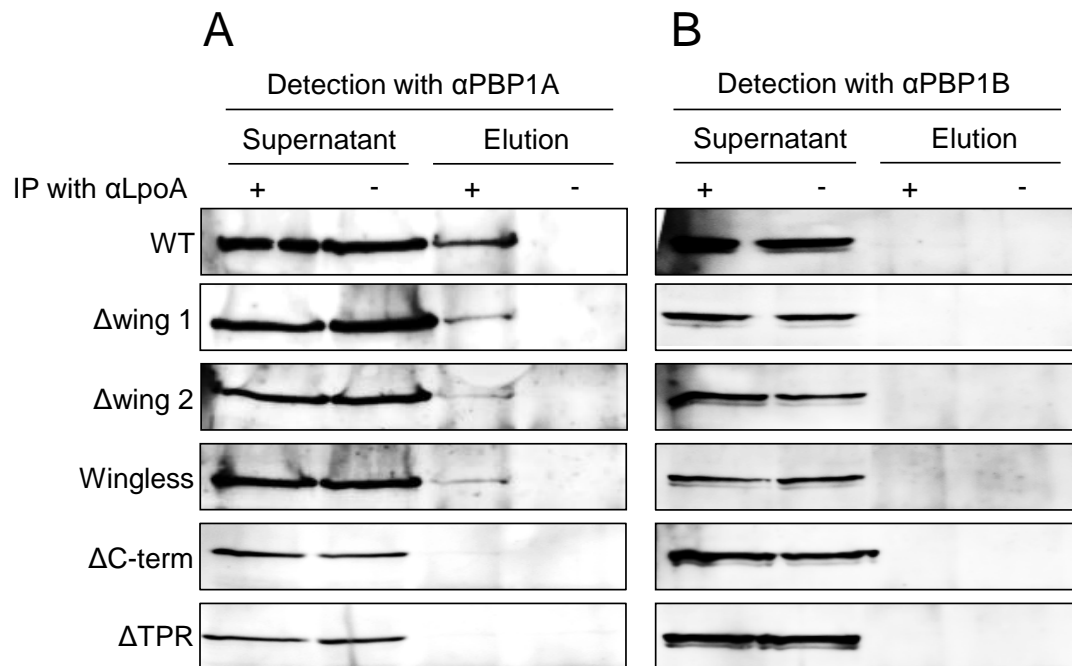 A
B
Detection with αPBP1A
Detection with αPBP1B
Supernatant
Elution
Supernatant
Elution
IP with αLpoA
+
-
+
-
+
-
+
-
WT
Δwing 1
Δwing 2
Wingless
ΔC-term
ΔTPR